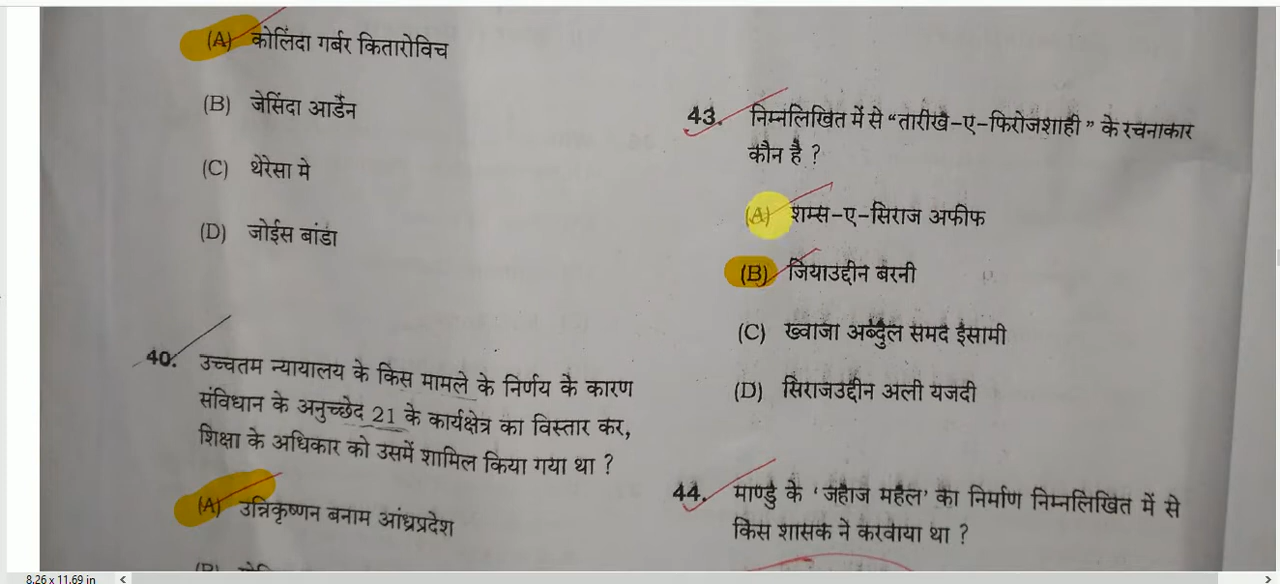 (A) कोलिंदा गर्बर कितारोविच
(B) जेसिंदा आर्डेन
(C) थेरेसा मे
(D) जोईस बांडा
40. उच्चतम न्यायालय के किस मामले के निर्णय के कारण
संविधान के अनुच्छेद 21 के कार्यक्षेत्र का विस्तार कर,
शिक्षा के अधिकार को उसमें शामिल किया गया था ?
(A) उन्निकृष्णन बनाम आंध्रप्रदेश
43. निम्नलिखित में से “तारीख-ए-फिरोजशाही” के रचनाकार
कौन है ?
(A) शम्स-ए-सिराज अफीफ
(B) जियाउद्दीन बरनी
(C) ख्वाजा अब्दुल समद ईसामी
(D) सिराजउद्दीन अली यजदी
44. माण्डु के ‘जहाज महल’ का निर्माण निम्नलिखित में से
किस शासक ने करवाया था ?
8.26 x 11.69 in